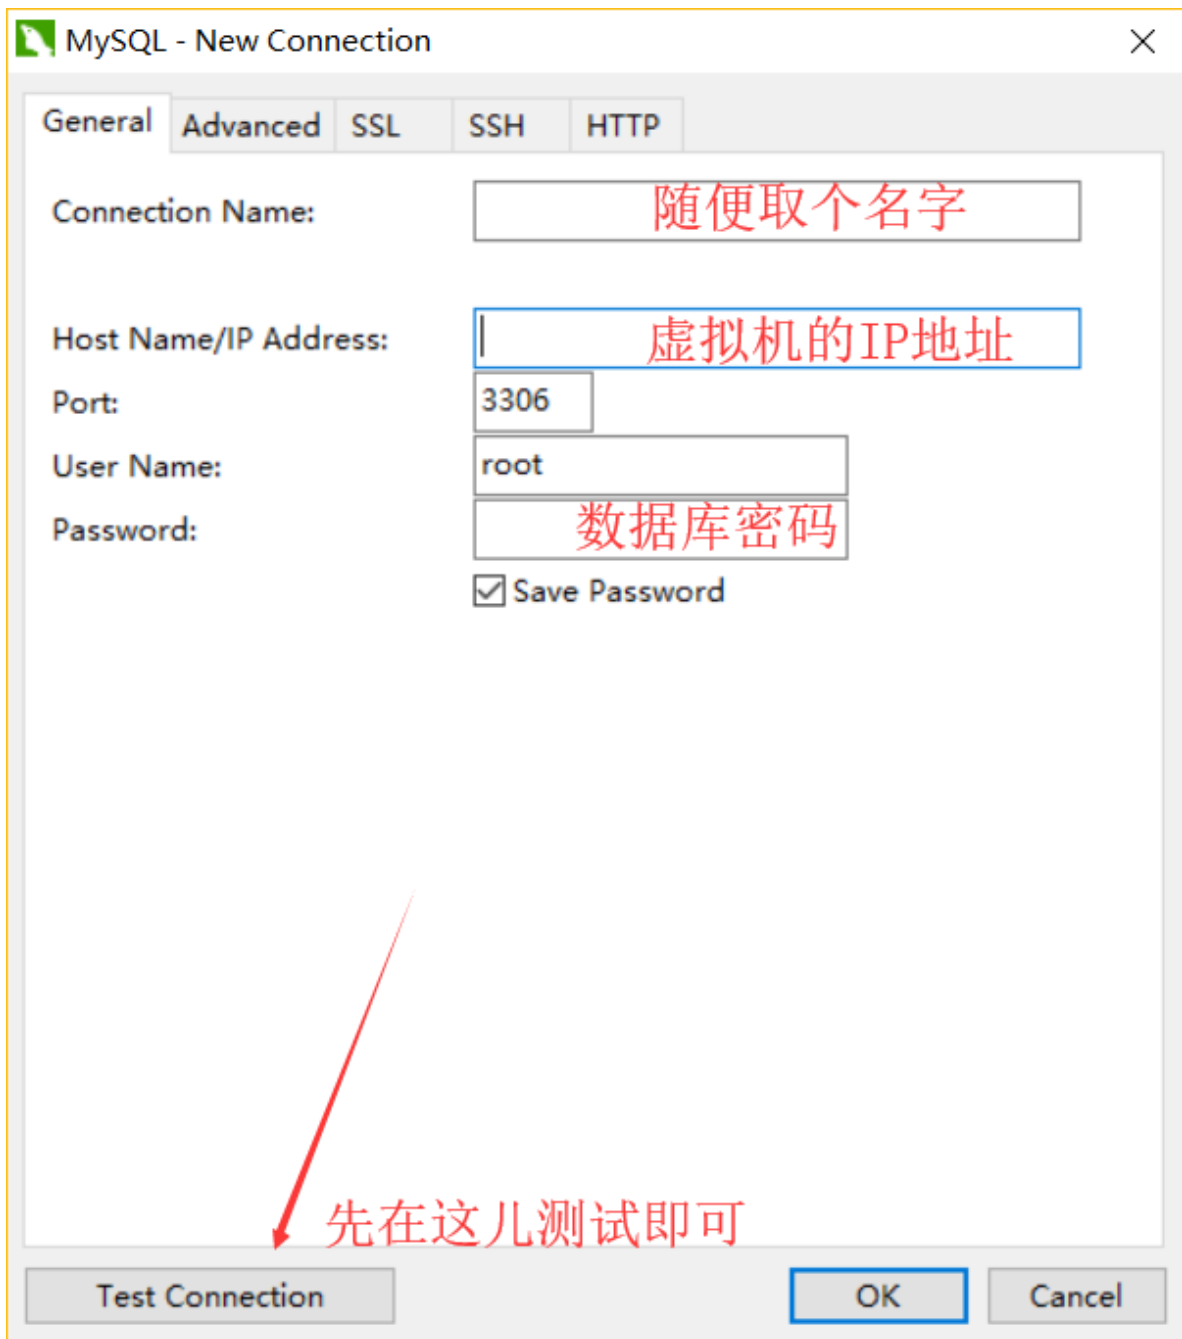 MySQL - New Connection
General Advanced SSL SSH HTTP
Connection Name: 随便取个名字
Host Name/IP Address: 虚拟机的IP地址
Port: 3306
User Name: root
Password: 数据库密码
Save Password
先在这儿测试即可
Test Connection OK Cancel